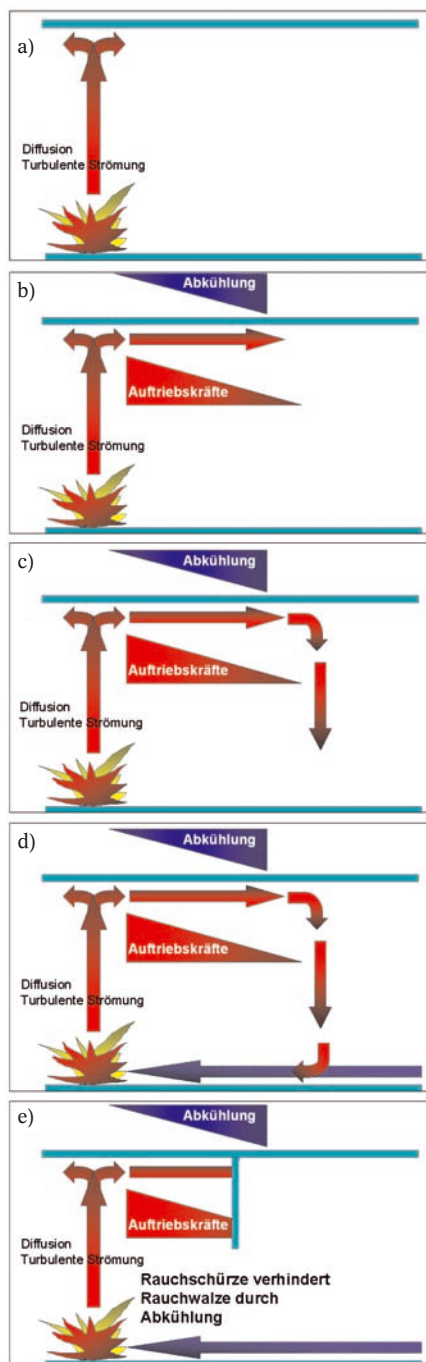 a)
Diffusion
Turbulente Strömung
b)
Abkühlung
Auftriebskräfte
Diffusion
Turbulente Strömung
c)
Abkühlung
Auftriebskräfte
Diffusion
Turbulente Strömung
d)
Abkühlung
Auftriebskräfte
Diffusion
Turbulente Strömung
e)
Abkühlung
Auftriebskräfte
Diffusion
Turbulente Strömung
Rauchschürze verhindert
Rauchwalze durch
Abkühlung